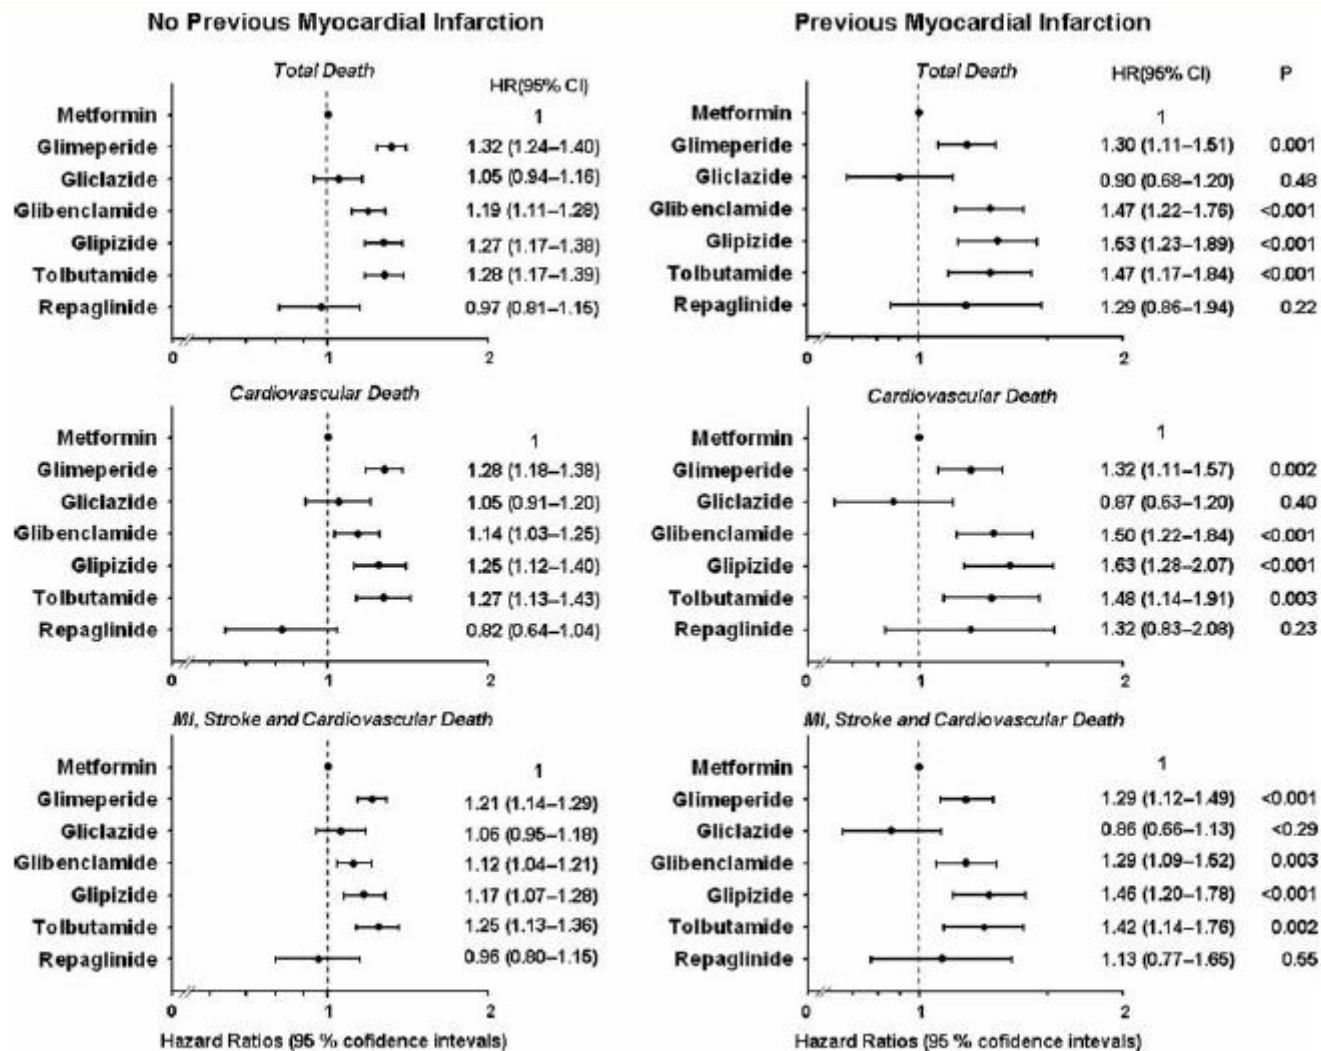 No Previous Myocardial Infarction
Total Death
HR(95% CI)
Metformin 1
Glimeperide 1.32 (1.24–1.40)
Gliclazide 1.05 (0.94–1.16)
Glibenclamide 1.19 (1.11–1.28)
Glipizide 1.27 (1.17–1.38)
Tolbutamide 1.28 (1.17–1.39)
Repaglinide 0.97 (0.81–1.15)
0 1 2
Cardiovascular Death
Metformin 1
Glimeperide 1.28 (1.18–1.38)
Gliclazide 1.05 (0.91–1.20)
Glibenclamide 1.14 (1.03–1.25)
Glipizide 1.25 (1.12–1.40)
Tolbutamide 1.27 (1.13–1.43)
Repaglinide 0.82 (0.64–1.04)
0 1 2
MI, Stroke and Cardiovascular Death
Metformin 1
Glimeperide 1.21 (1.14–1.29)
Gliclazide 1.06 (0.95–1.18)
Glibenclamide 1.12 (1.04–1.21)
Glipizide 1.17 (1.07–1.28)
Tolbutamide 1.25 (1.13–1.36)
Repaglinide 0.96 (0.80–1.15)
0 1 2
Hazard Ratios (95 % cofidence intevals)
Previous Myocardial Infarction
Total Death HR(95% CI) P
Metformin 1
Glimeperide 1.30 (1.11–1.51) 0.001
Gliclazide 0.90 (0.68–1.20) 0.48
Glibenclamide 1.47 (1.22–1.76) <0.001
Glipizide 1.53 (1.23–1.89) <0.001
Tolbutamide 1.47 (1.17–1.84) <0.001
Repaglinide 1.29 (0.86–1.94) 0.22
0 1 2
Cardiovascular Death
Metformin 1
Glimeperide 1.32 (1.11–1.57) 0.002
Gliclazide 0.87 (0.63–1.20) 0.40
Glibenclamide 1.50 (1.22–1.84) <0.001
Glipizide 1.63 (1.28–2.07) <0.001
Tolbutamide 1.48 (1.14–1.91) 0.003
Repaglinide 1.32 (0.83–2.08) 0.23
0 1 2
MI, Stroke and Cardiovascular Death
Metformin 1
Glimeperide 1.29 (1.12–1.49) <0.001
Gliclazide 0.86 (0.66–1.13) <0.29
Glibenclamide 1.29 (1.09–1.52) 0.003
Glipizide 1.46 (1.20–1.78) <0.001
Tolbutamide 1.42 (1.14–1.76) 0.002
Repaglinide 1.13 (0.77–1.65) 0.55
0 1 2
Hazard Ratios (95 % cofidence intevals)